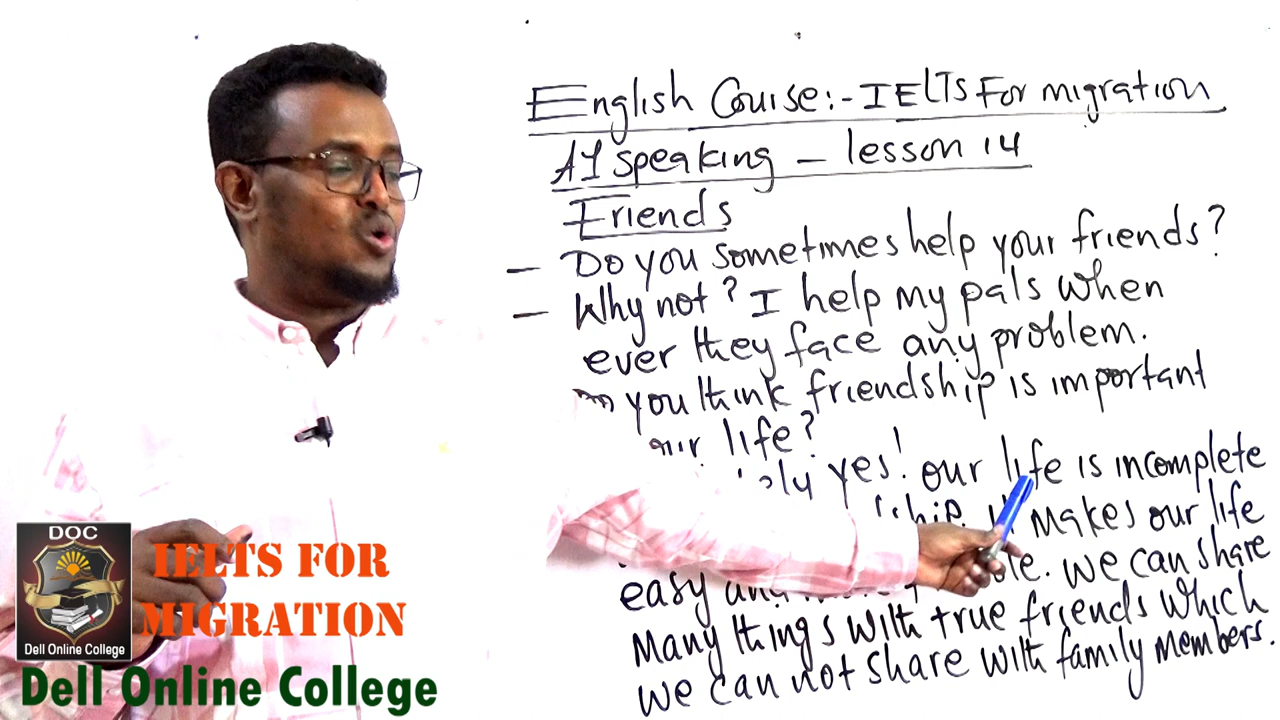 English Course:- IELTS For migration
AI speaking - lesson 14
Friends
- Do you sometimes help your friends?
- Why not? I help my pals when
ever they face any problem.
you think friendship is important
life?
yes! our life is incomplete
makes our life
easy and We can share
Many things with true friends which
we can not share with family members.
DOC
Dell Online College
IELTS FOR
MIGRATION
Dell Online College